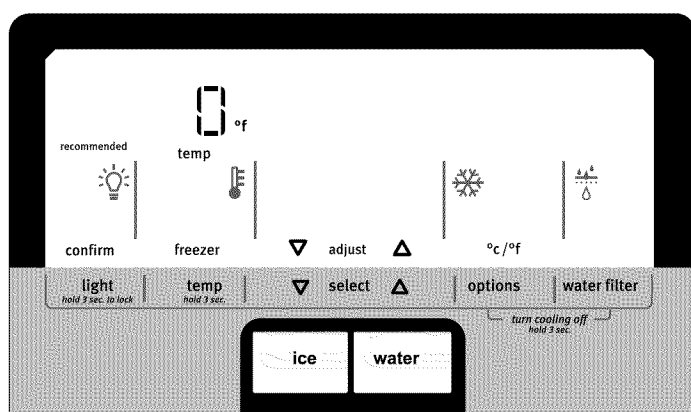 0 °f
recommended
temp
confirm freezer ▽ adjust △ °c/°f
light temp ▽ select △ options water filter
hold 3 sec. to lock hold 3 sec.
turn cooling off
hold 3 sec.
ice water